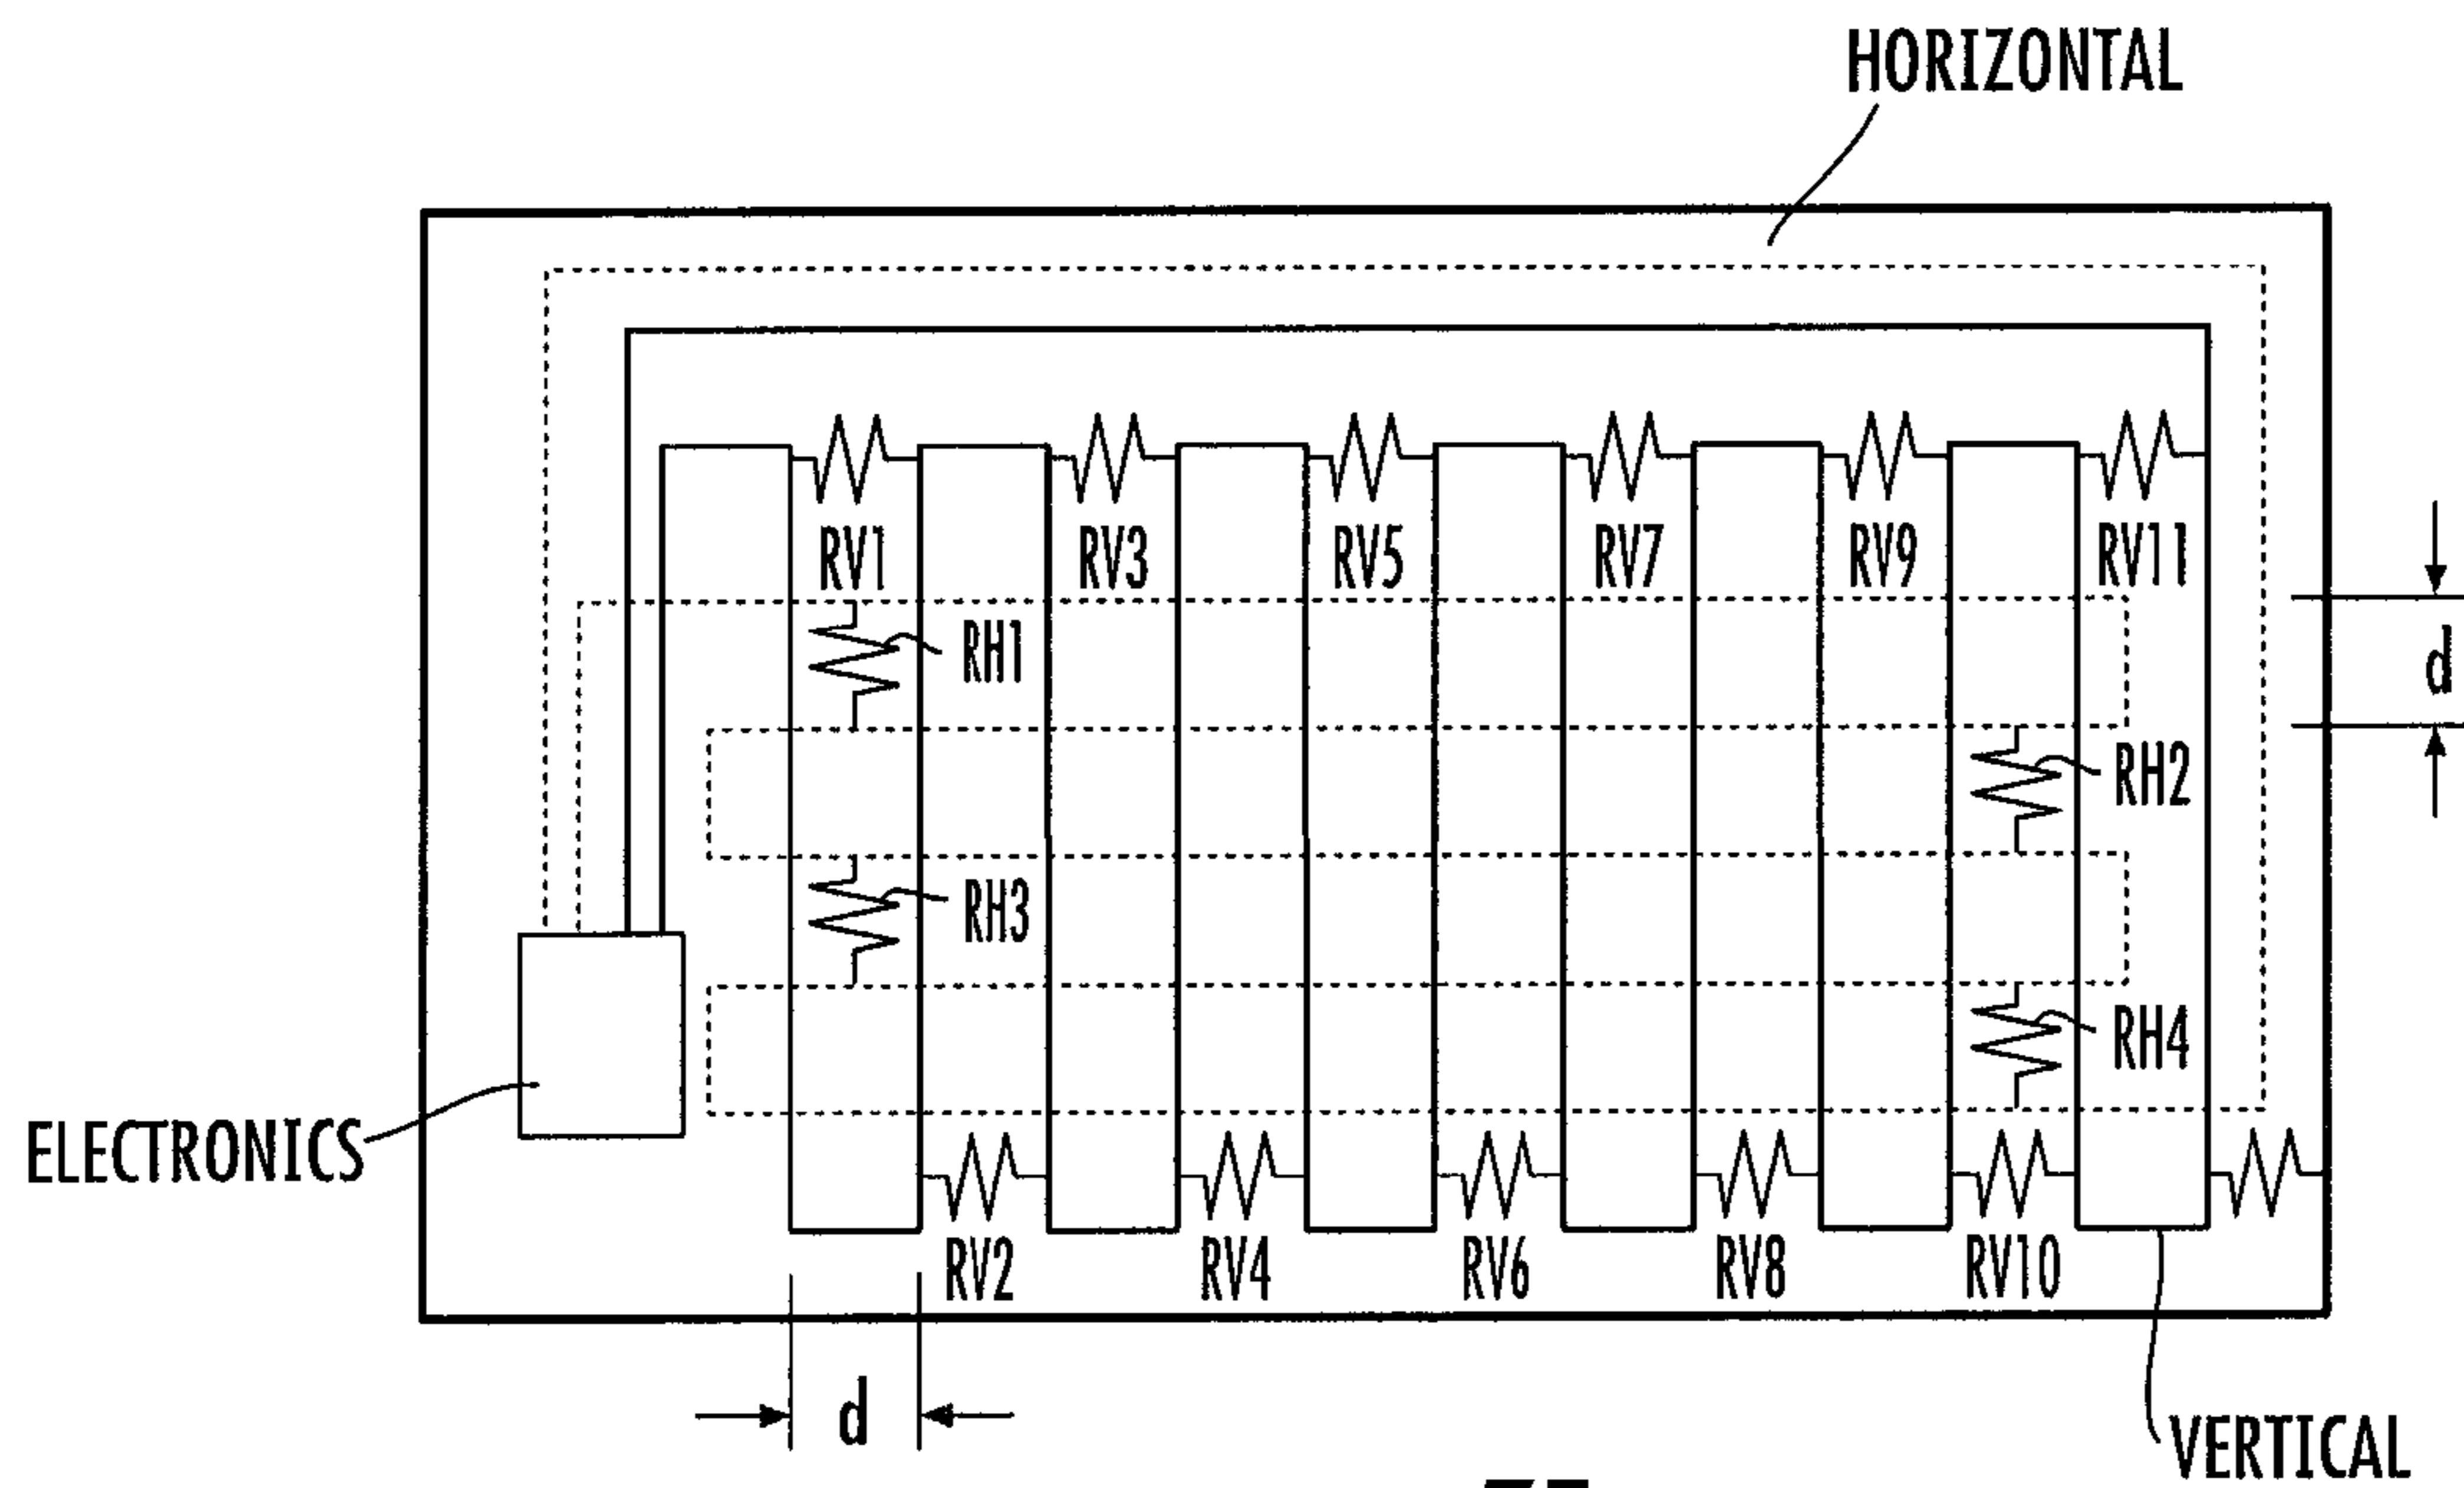 HORIZONTAL
RV1 RV3 RV5 RV7 RV9 RV11
RH1
d
RH2
RH3
RH4
ELECTRONICS
RV2 RV4 RV6 RV8 RV10
d
VERTICAL